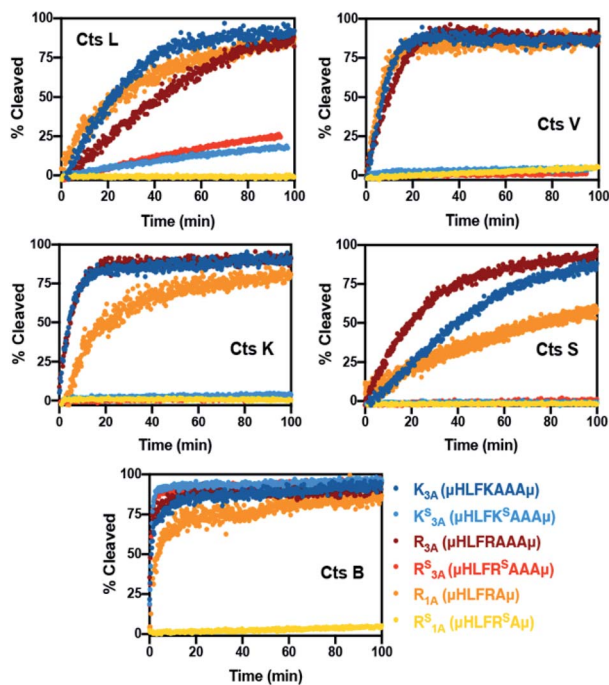 Cts L
% Cleaved
100
75
50
25
0
0 20 40 60 80 100
Time (min)
Cts V
% Cleaved
100
75
50
25
0
0 20 40 60 80 100
Time (min)
Cts K
% Cleaved
100
75
50
25
0
0 20 40 60 80 100
Time (min)
Cts S
% Cleaved
100
75
50
25
0
0 20 40 60 80 100
Time (min)
Cts B
% Cleaved
100
75
50
25
0
0 20 40 60 80 100
Time (min)
K₃A (µHLFKAAAµ)
Kˢ₃A (µHLFKˢAAAµ)
R₃A (µHLFRAAAµ)
Rˢ₃A (µHLFRˢAAAµ)
R₁A (µHLFRAµ)
Rˢ₁A (µHLFRˢAµ)